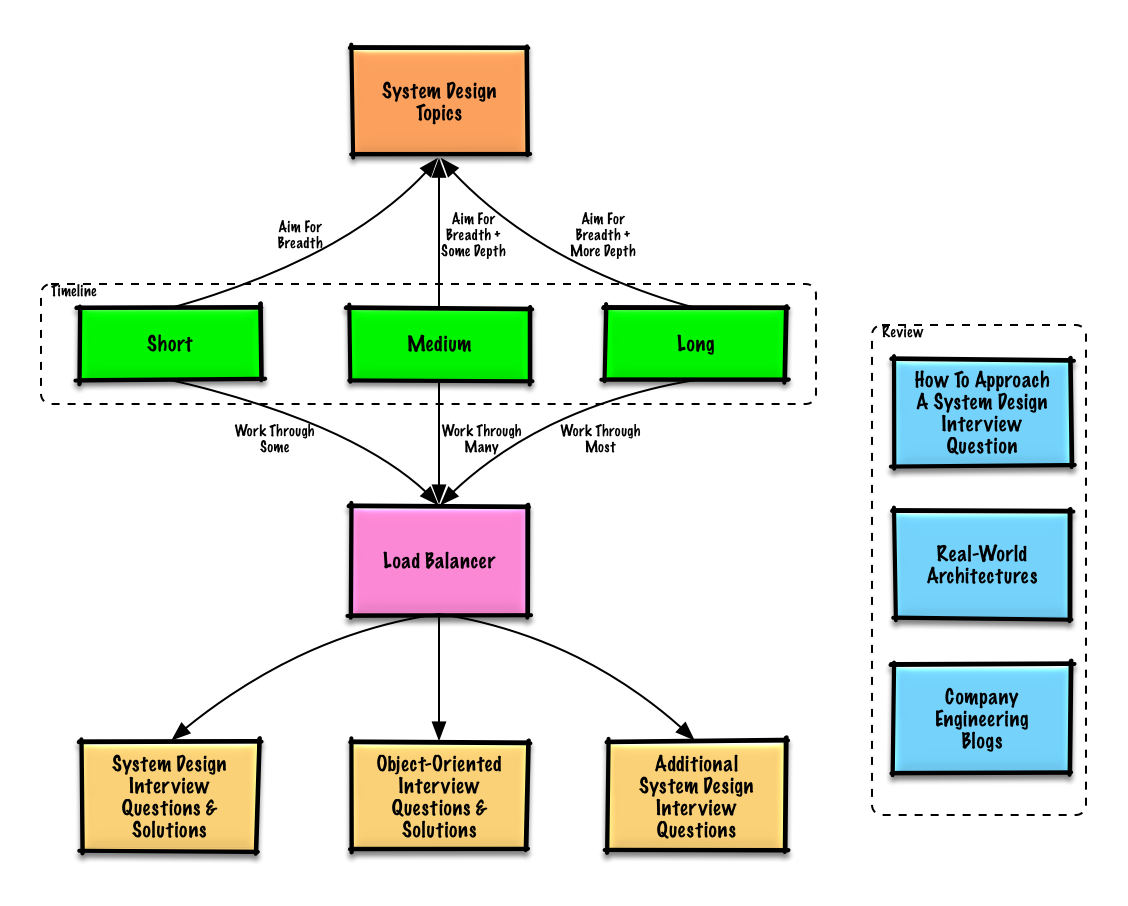 System Design
Topics
Aim For
Breadth
Aim For
Breadth +
Some Depth
Aim For
Breadth +
More Depth
Timeline
Short
Medium
Long
Work Through
Some
Work Through
Many
Work Through
Most
Load Balancer
System Design
Interview
Questions &
Solutions
Object-Oriented
Interview
Questions &
Solutions
Additional
System Design
Interview
Questions
Review
How To Approach
A System Design
Interview
Question
Real-World
Architectures
Company
Engineering
Blogs